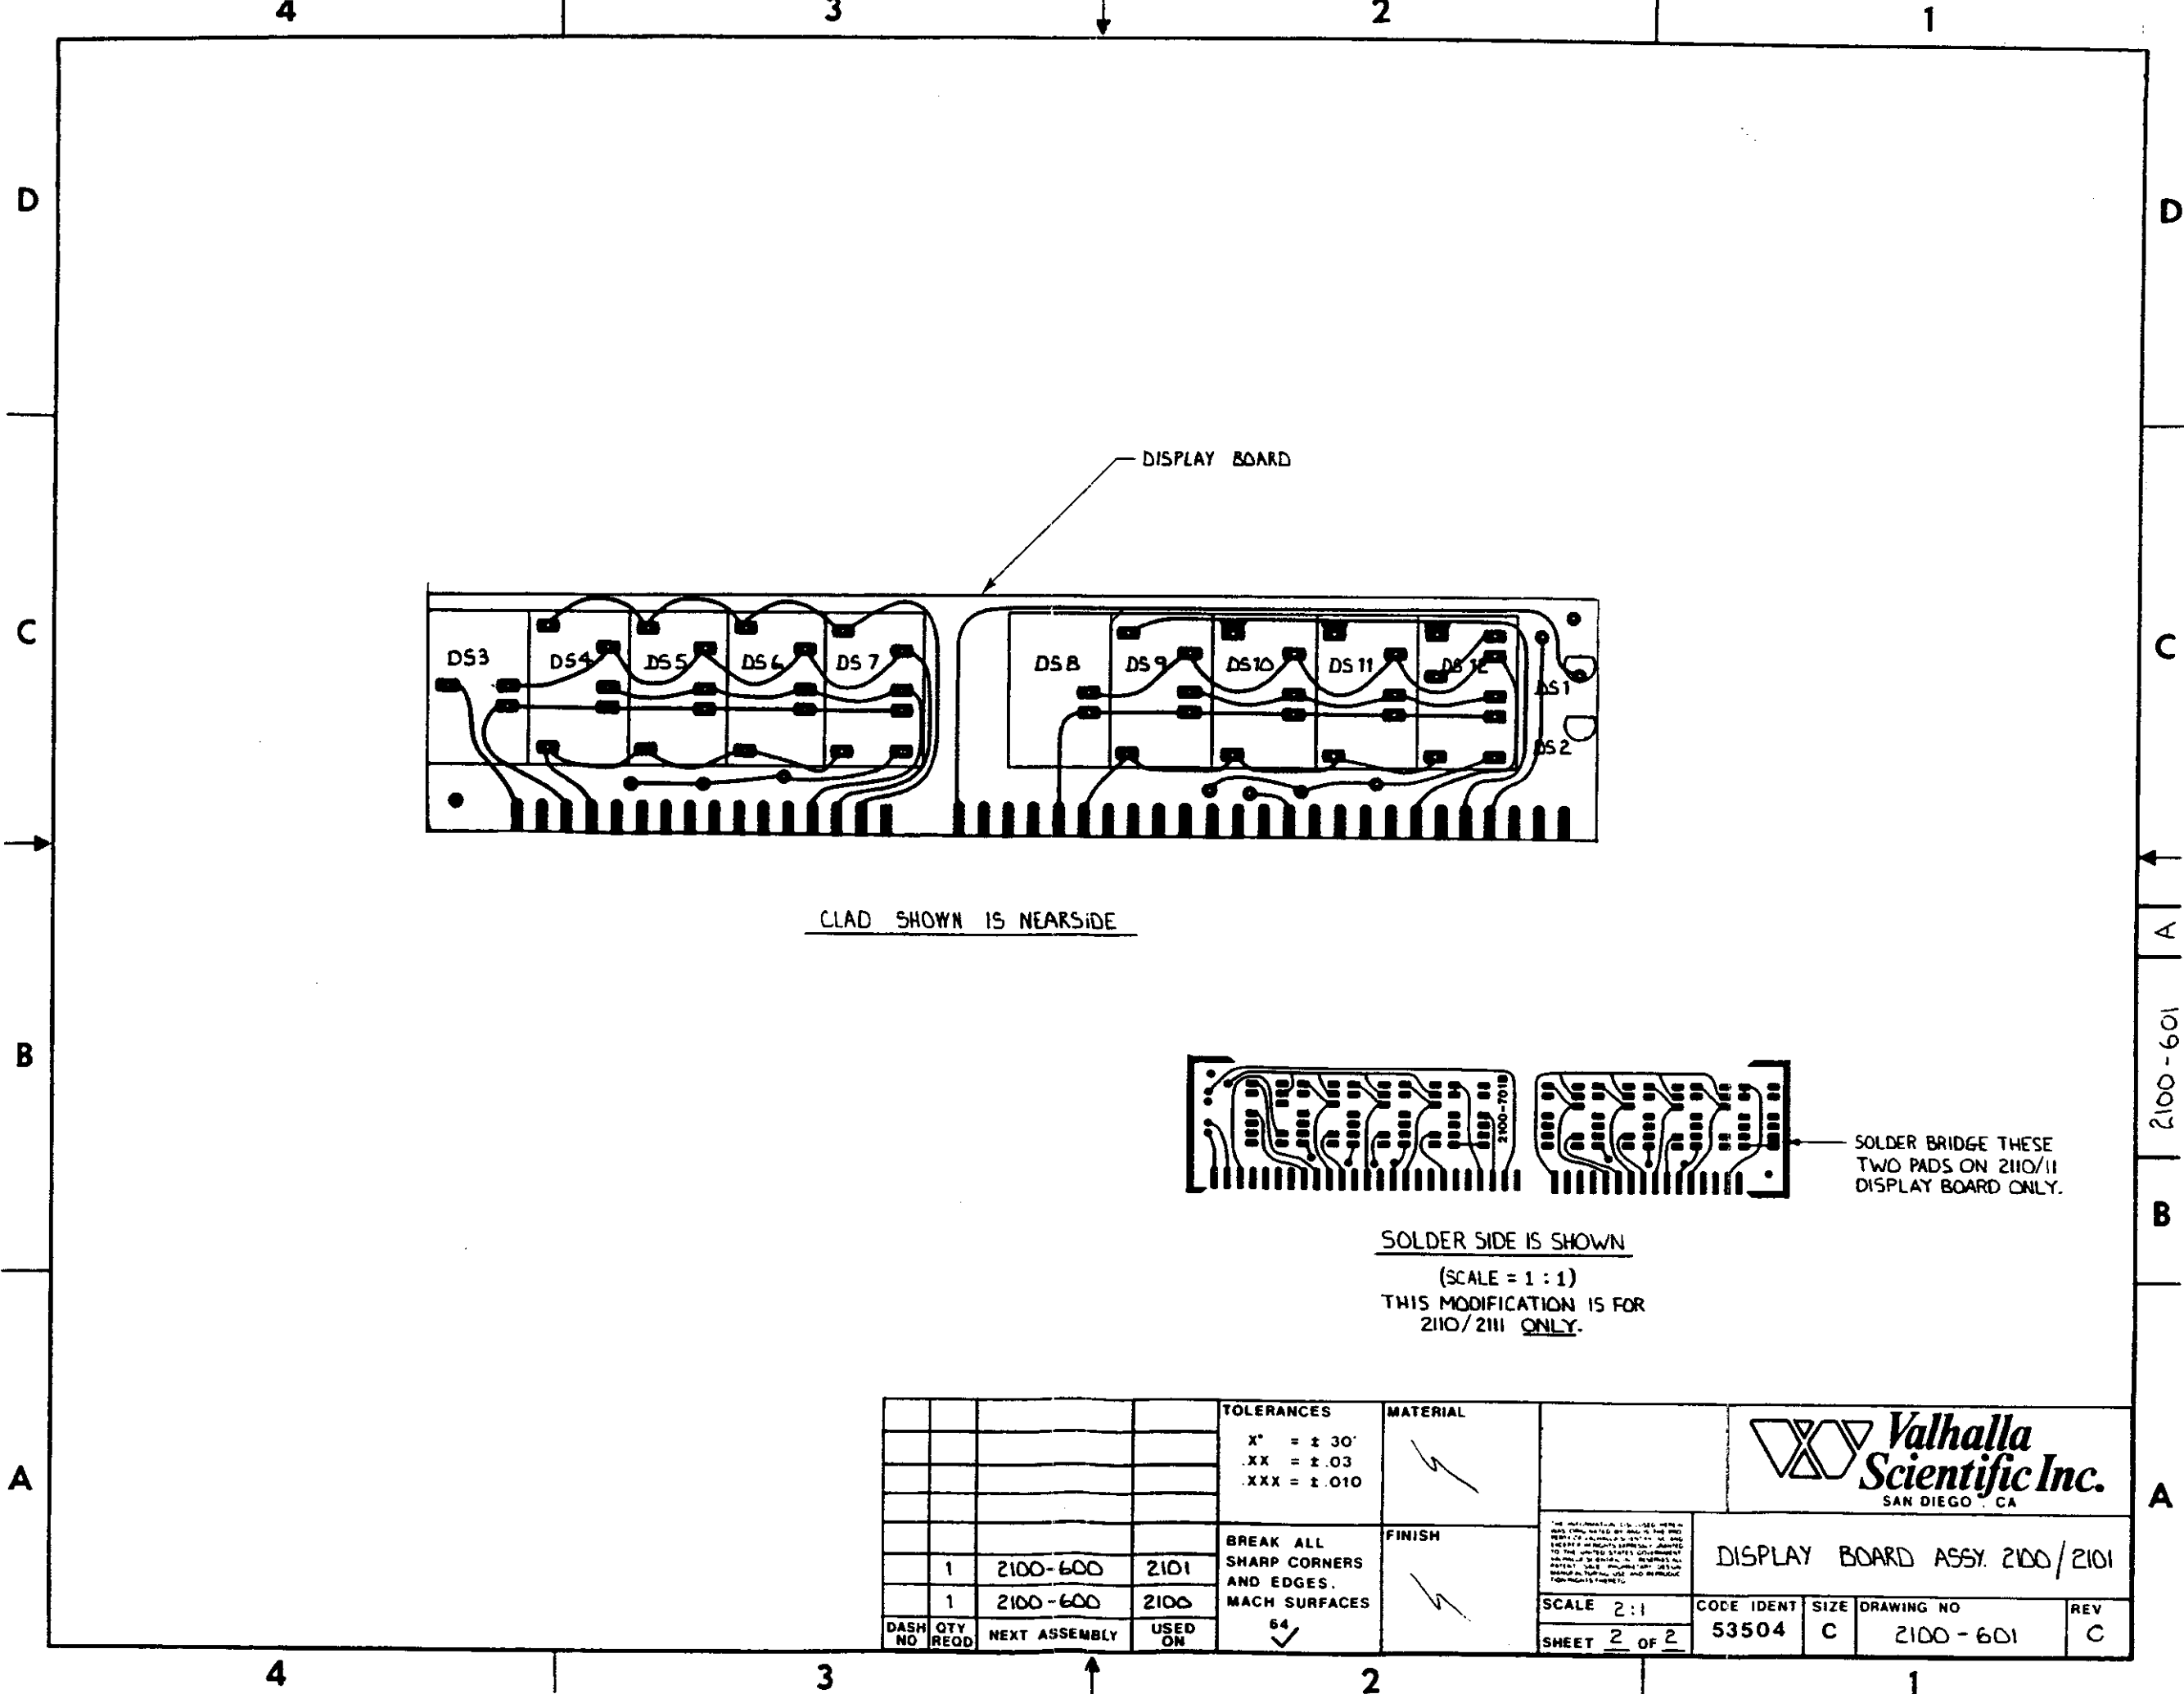 4 3 2 1
D D
DISPLAY BOARD
C C
DS3 DS4 DS5 DS6 DS7 DS8 DS9 DS10 DS11 DS12
DS1
DS2
CLAD SHOWN IS NEARSIDE
A
2100-601
B B
2100-701B
SOLDER BRIDGE THESE
TWO PADS ON 2110/11
DISPLAY BOARD ONLY.
SOLDER SIDE IS SHOWN
(SCALE = 1 : 1)
THIS MODIFICATION IS FOR
2110/2111 ONLY.
A A
TOLERANCES
X° = ± 30'
.XX = ± .03
.XXX = ± .010
MATERIAL
Valhalla
Scientific Inc.
SAN DIEGO . CA
BREAK ALL
SHARP CORNERS
AND EDGES.
MACH SURFACES
64
FINISH
1 2100-600 2101
1 2100-600 2100
DASH NO QTY REQD NEXT ASSEMBLY USED ON
DISPLAY BOARD ASSY. 2100/2101
SCALE 2:1
SHEET 2 OF 2
CODE IDENT
53504
SIZE
C
DRAWING NO
2100-601
REV
C
4 3 2 1